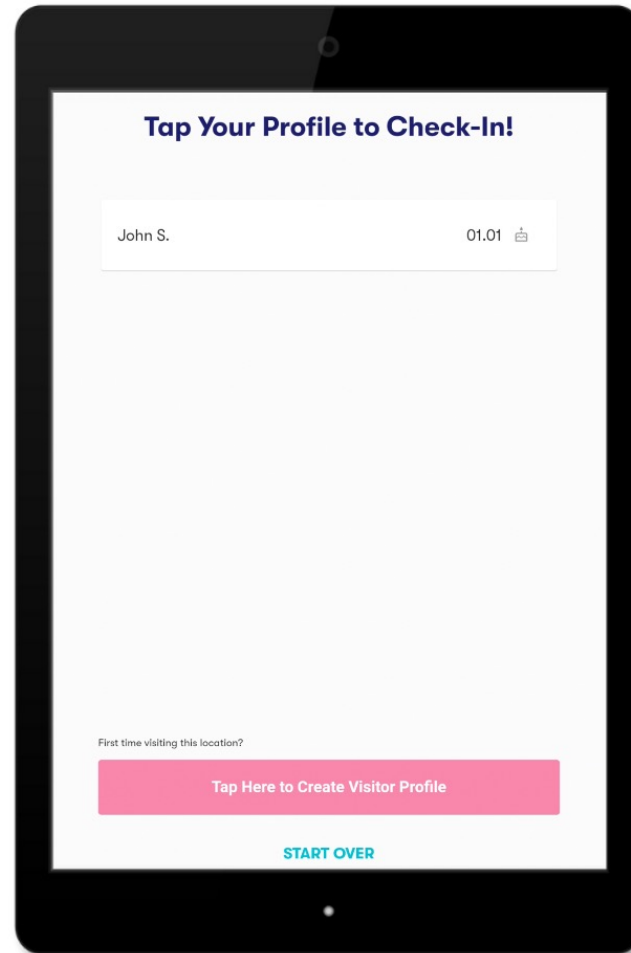 Tap Your Profile to Check-In!
John S. 01.01
First time visiting this location?
Tap Here to Create Visitor Profile
START OVER